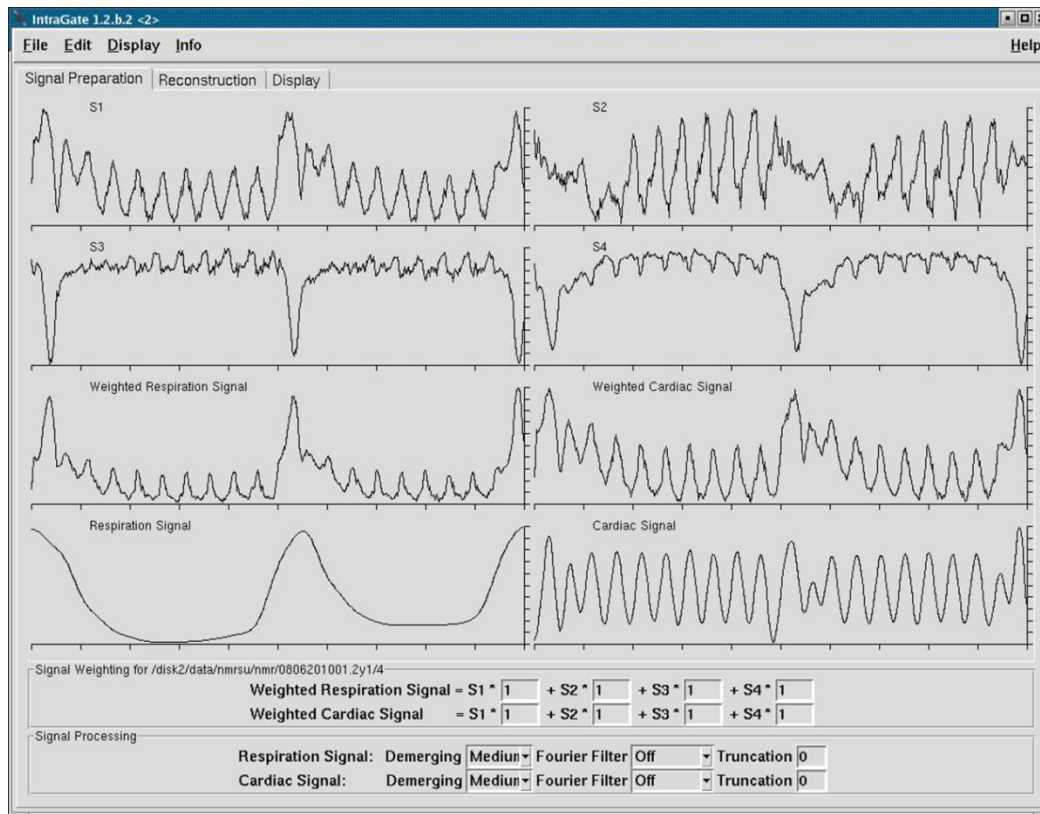 IntraGate 1.2.b.2 <2>
File Edit Display Info Help
Signal Preparation Reconstruction Display
S1 S2
S3 S4
Weighted Respiration Signal Weighted Cardiac Signal
Respiration Signal Cardiac Signal
Signal Weighting for /disk2/data/nmrsu/nmr/0806201001.2y1/4
Weighted Respiration Signal = S1 * 1 + S2 * 1 + S3 * 1 + S4 * 1
Weighted Cardiac Signal = S1 * 1 + S2 * 1 + S3 * 1 + S4 * 1
Signal Processing
Respiration Signal: Demerging Mediun Fourier Filter Off Truncation 0
Cardiac Signal: Demerging Mediun Fourier Filter Off Truncation 0